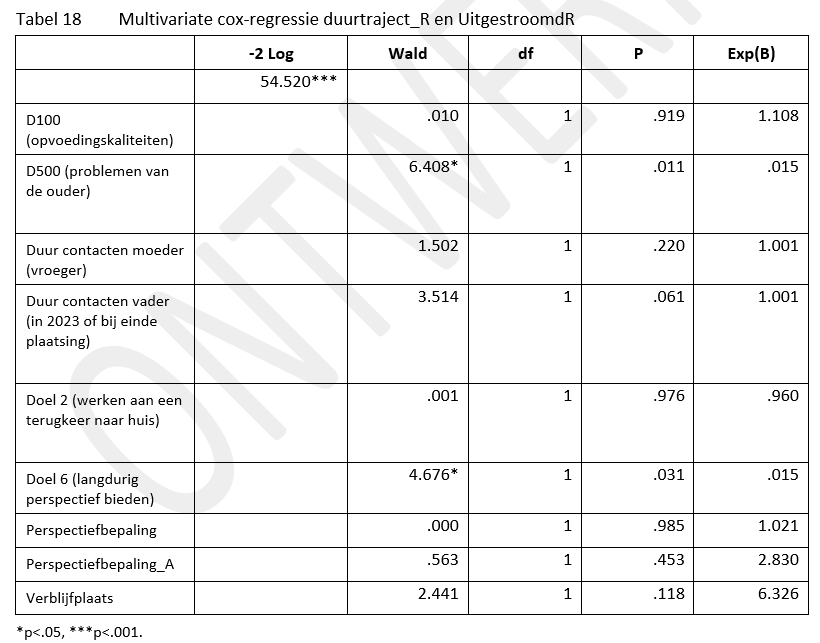 Tabel 18 Multivariate cox-regressie duurtraject_R en UitgestroomdR
-2 Log Wald df P Exp(B)
54.520***
D100 .010 1 .919 1.108
(opvoedingskaliteiten)
D500 (problemen van 6.408* 1 .011 .015
de ouder)
Duur contacten moeder 1.502 1 .220 1.001
(vroeger)
Duur contacten vader 3.514 1 .061 1.001
(in 2023 of bij einde
plaatsing)
Doel 2 (werken aan een .001 1 .976 .960
terugkeer naar huis)
Doel 6 (langdurig 4.676* 1 .031 .015
perspectief bieden)
Perspectiefbepaling .000 1 .985 1.021
Perspectiefbepaling_A .563 1 .453 2.830
Verblijfplaats 2.441 1 .118 6.326
*p<.05, ***p<.001.
ONTWERP